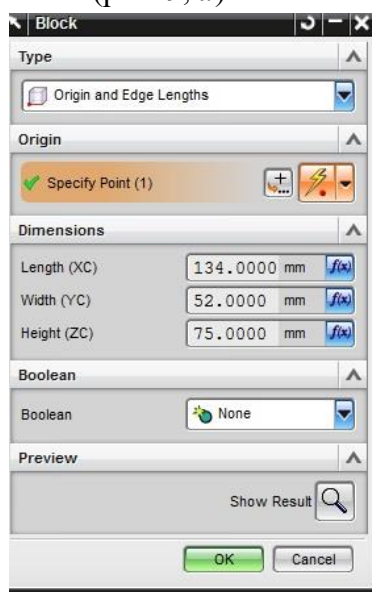 Block
Type
Origin and Edge Lengths
Origin
Specify Point (1)
Dimensions
Length (XC) 134.0000 mm f(x)
Width (YC) 52.0000 mm f(x)
Height (ZC) 75.0000 mm f(x)
Boolean
Boolean None
Preview
Show Result
OK Cancel